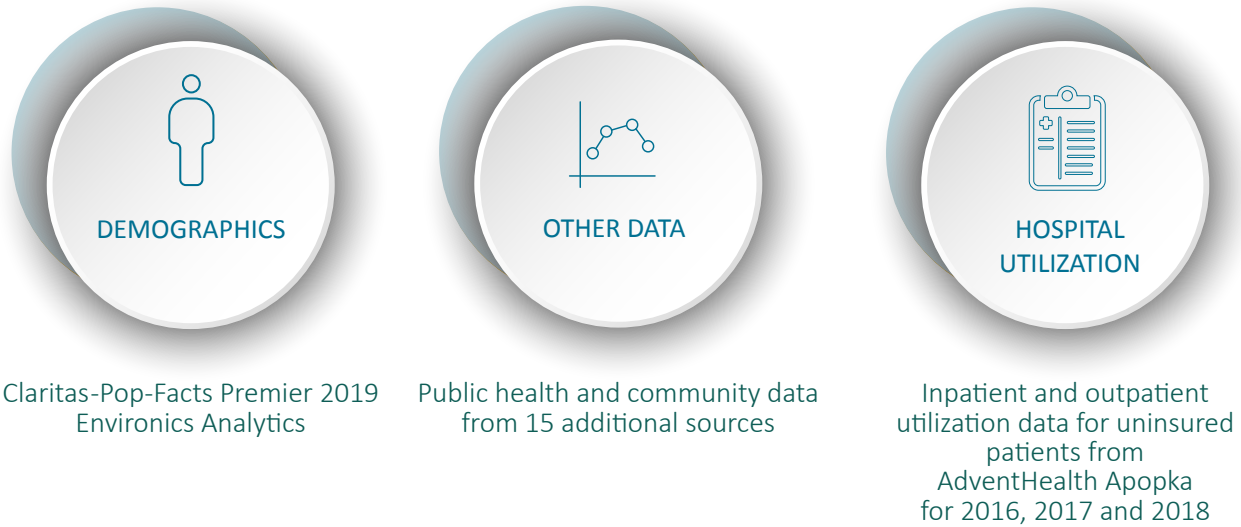 DEMOGRAPHICS
Claritas-Pop-Facts Premier 2019
Environics Analytics
OTHER DATA
Public health and community data
from 15 additional sources
HOSPITAL
UTILIZATION
Inpatient and outpatient
utilization data for uninsured
patients from
AdventHealth Apopka
for 2016, 2017 and 2018